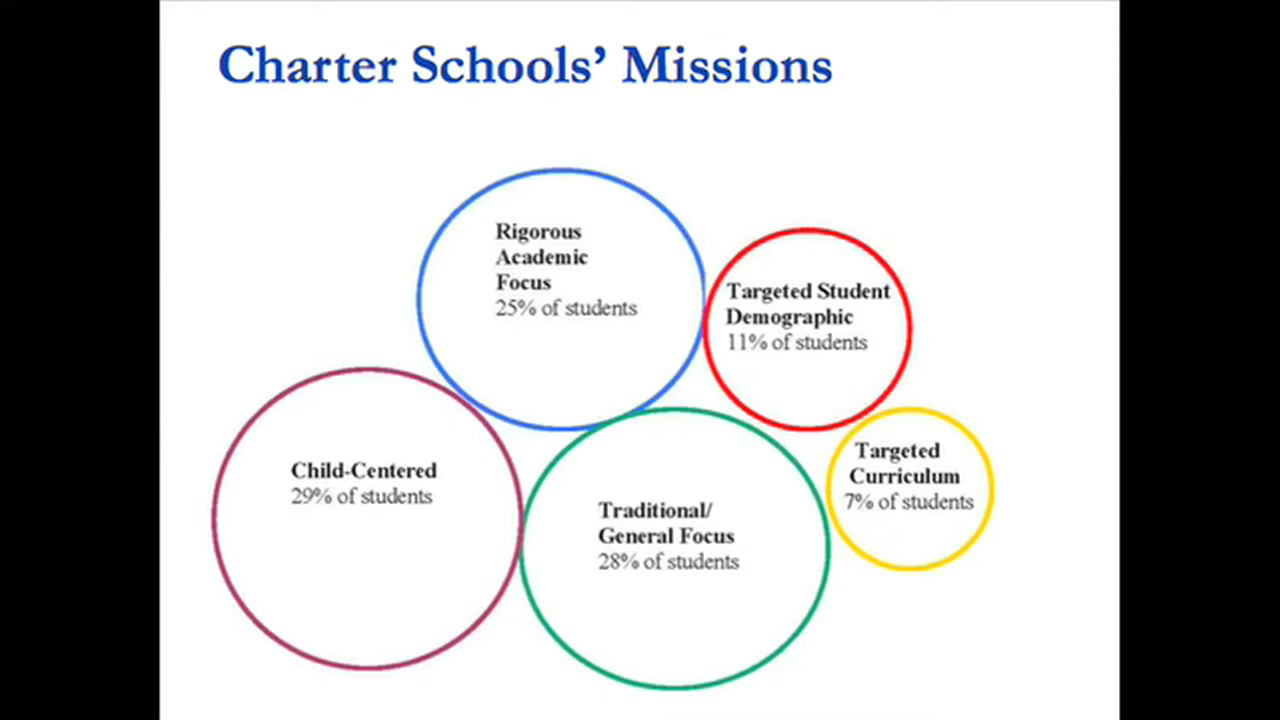 Charter Schools’ Missions
Rigorous
Academic
Focus
25% of students
Targeted Student
Demographic
11% of students
Targeted
Curriculum
7% of students
Child-Centered
29% of students
Traditional/
General Focus
28% of students